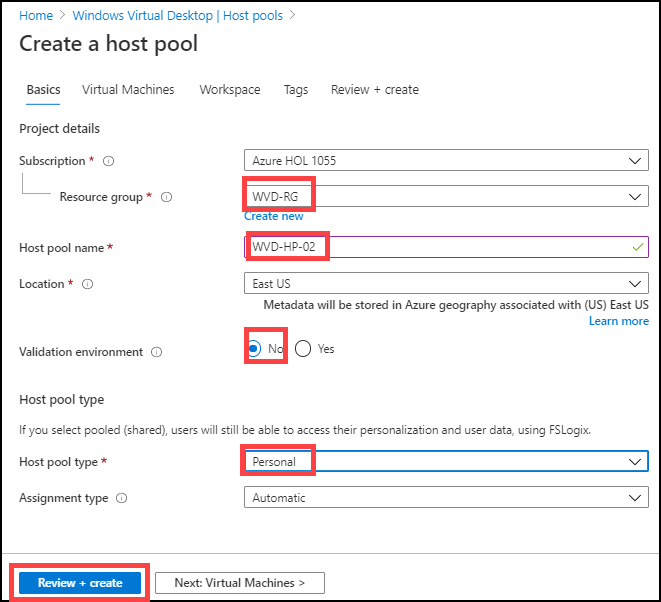 Home > Windows Virtual Desktop | Host pools >
Create a host pool
Basics Virtual Machines Workspace Tags Review + create
Project details
Subscription * Azure HOL 1055
Resource group * WVD-RG
Create new
Host pool name * WVD-HP-02
Location * East US
Metadata will be stored in Azure geography associated with (US) East US
Learn more
Validation environment No Yes
Host pool type
If you select pooled (shared), users will still be able to access their personalization and user data, using FSLogix.
Host pool type * Personal
Assignment type Automatic
Review + create Next: Virtual Machines >